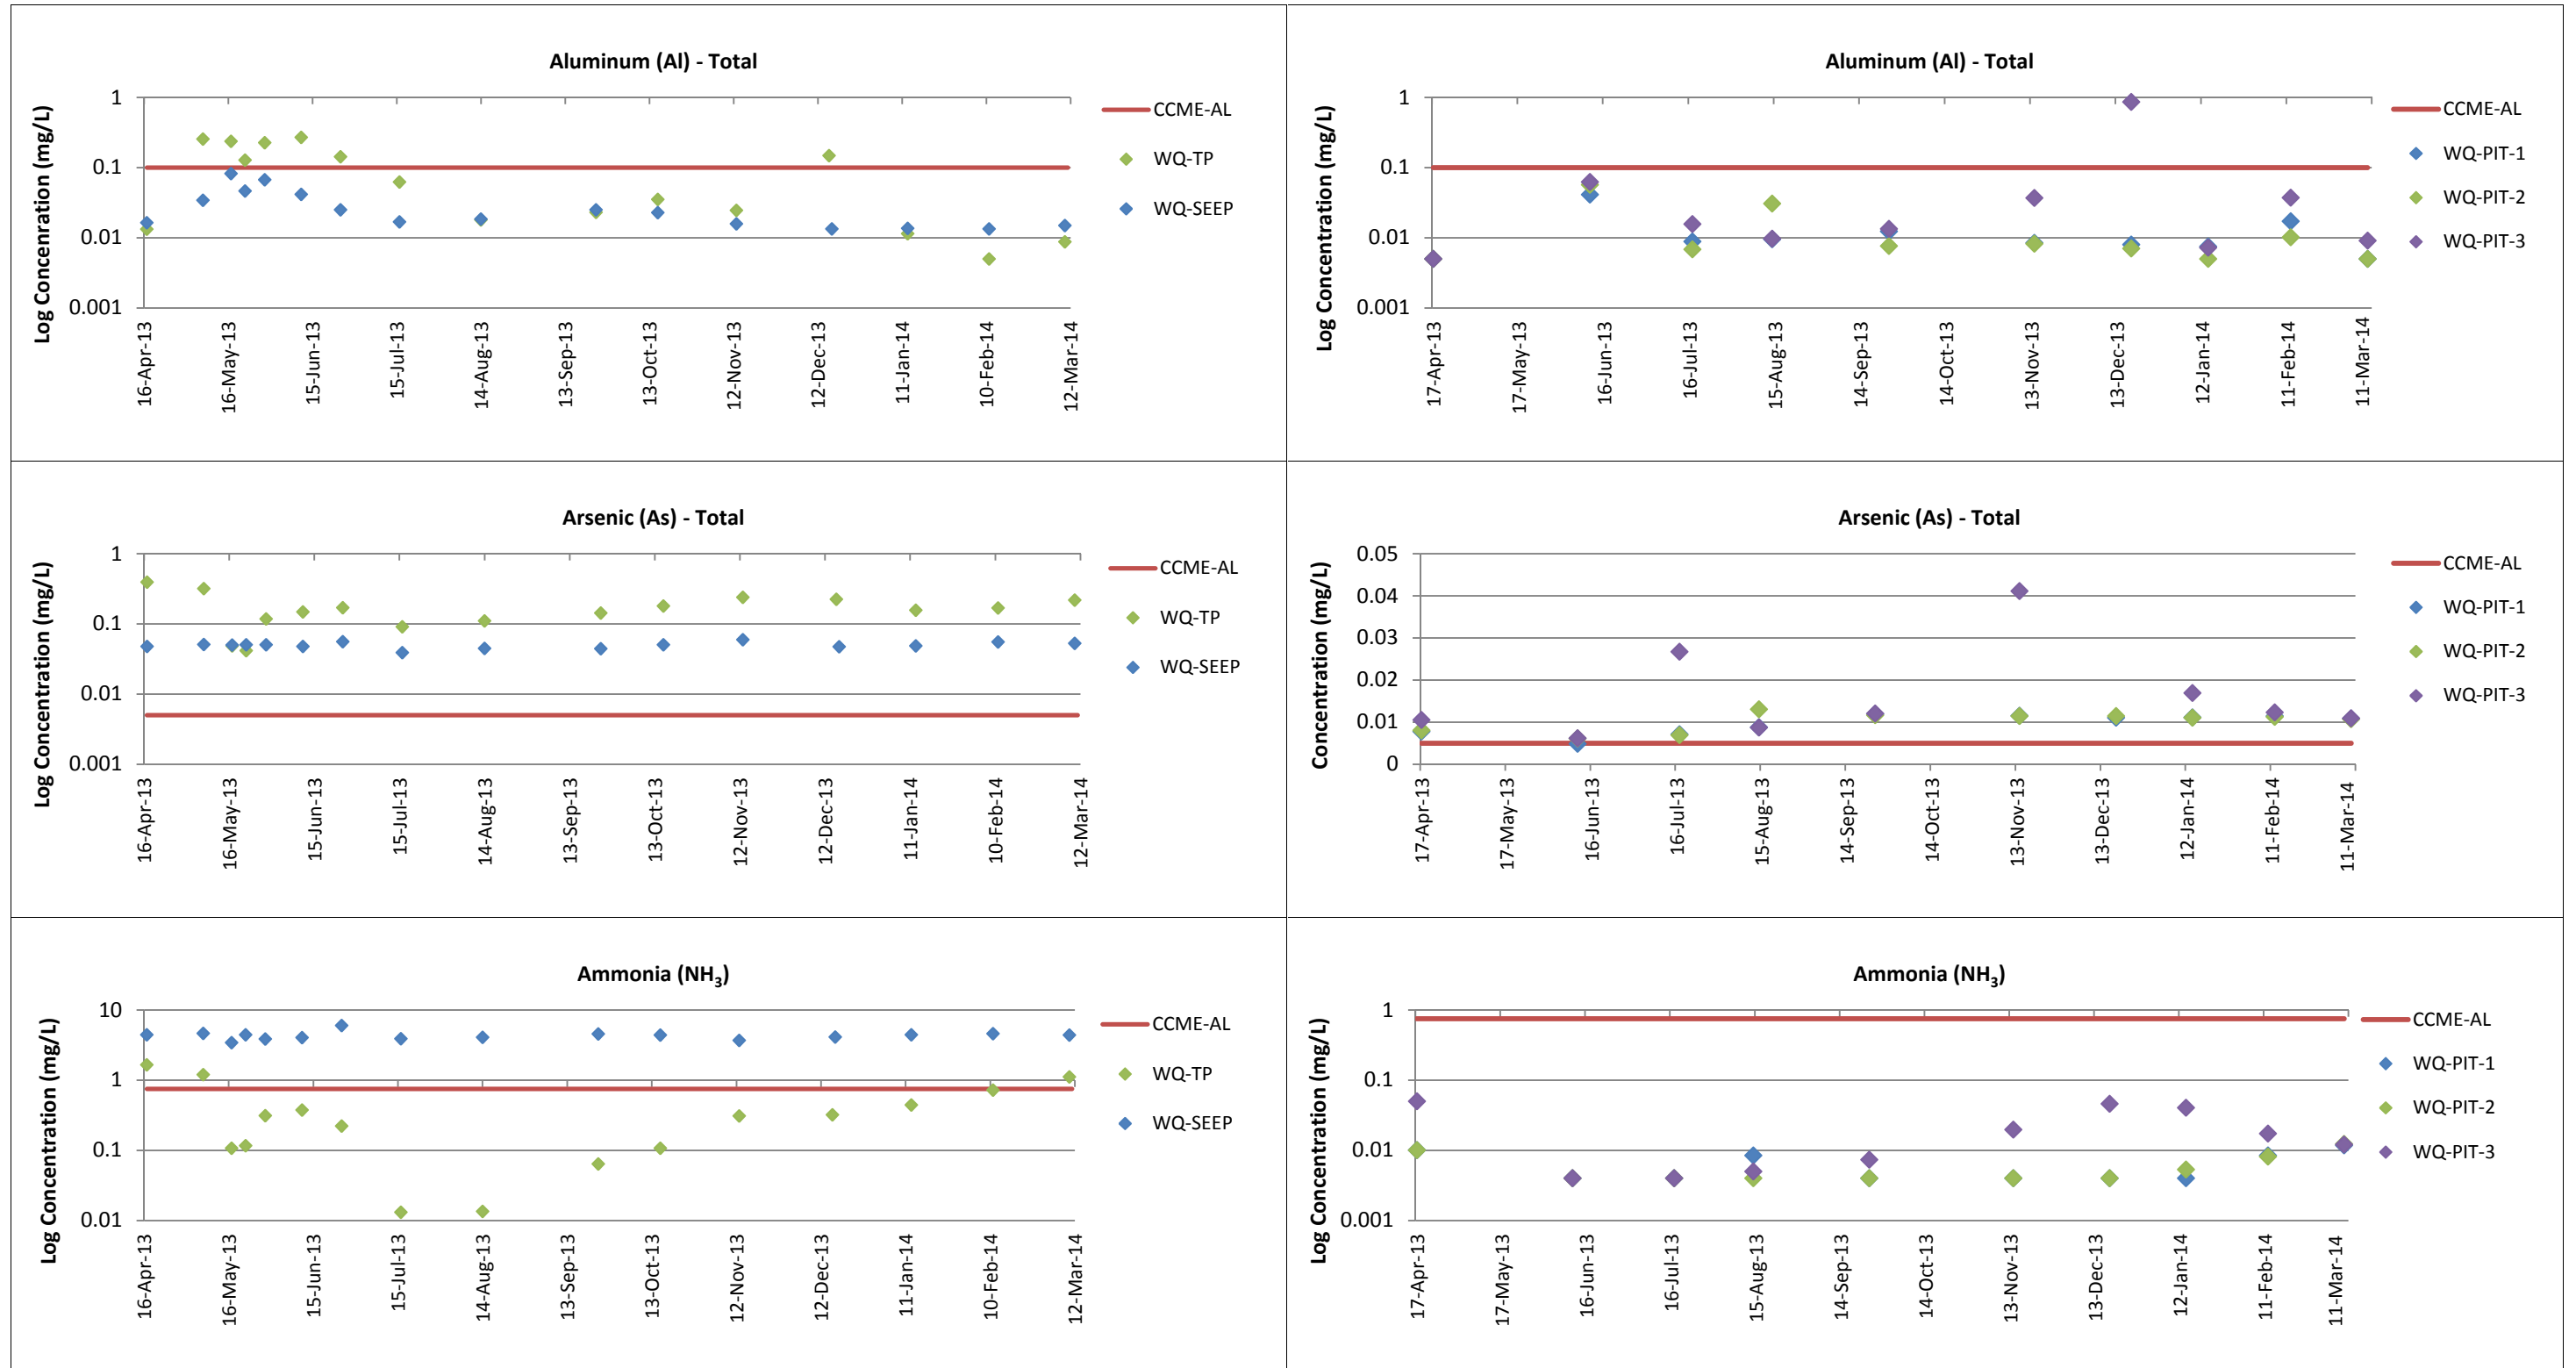 Aluminum (Al) - Total
Log Concenration (mg/L)
1
0.1
0.01
0.001
16-Apr-13
16-May-13
15-Jun-13
15-Jul-13
14-Aug-13
13-Sep-13
13-Oct-13
12-Nov-13
12-Dec-13
11-Jan-14
10-Feb-14
12-Mar-14
CCME-AL
WQ-TP
WQ-SEEP
Aluminum (Al) - Total
Log Concentration (mg/L)
1
0.1
0.01
0.001
17-Apr-13
17-May-13
16-Jun-13
16-Jul-13
15-Aug-13
14-Sep-13
14-Oct-13
13-Nov-13
13-Dec-13
12-Jan-14
11-Feb-14
11-Mar-14
CCME-AL
WQ-PIT-1
WQ-PIT-2
WQ-PIT-3
Arsenic (As) - Total
Log Concentration (mg/L)
1
0.1
0.01
0.001
16-Apr-13
16-May-13
15-Jun-13
15-Jul-13
14-Aug-13
13-Sep-13
13-Oct-13
12-Nov-13
12-Dec-13
11-Jan-14
10-Feb-14
12-Mar-14
CCME-AL
WQ-TP
WQ-SEEP
Arsenic (As) - Total
Concentration (mg/L)
0.05
0.04
0.03
0.02
0.01
0
17-Apr-13
17-May-13
16-Jun-13
16-Jul-13
15-Aug-13
14-Sep-13
14-Oct-13
13-Nov-13
13-Dec-13
12-Jan-14
11-Feb-14
11-Mar-14
CCME-AL
WQ-PIT-1
WQ-PIT-2
WQ-PIT-3
Ammonia (NH₃)
Log Concentration (mg/L)
10
1
0.1
0.01
16-Apr-13
16-May-13
15-Jun-13
15-Jul-13
14-Aug-13
13-Sep-13
13-Oct-13
12-Nov-13
12-Dec-13
11-Jan-14
10-Feb-14
12-Mar-14
CCME-AL
WQ-TP
WQ-SEEP
Ammonia (NH₃)
Log Concentration (mg/L)
1
0.1
0.01
0.001
17-Apr-13
17-May-13
16-Jun-13
16-Jul-13
15-Aug-13
14-Sep-13
14-Oct-13
13-Nov-13
13-Dec-13
12-Jan-14
11-Feb-14
11-Mar-14
CCME-AL
WQ-PIT-1
WQ-PIT-2
WQ-PIT-3